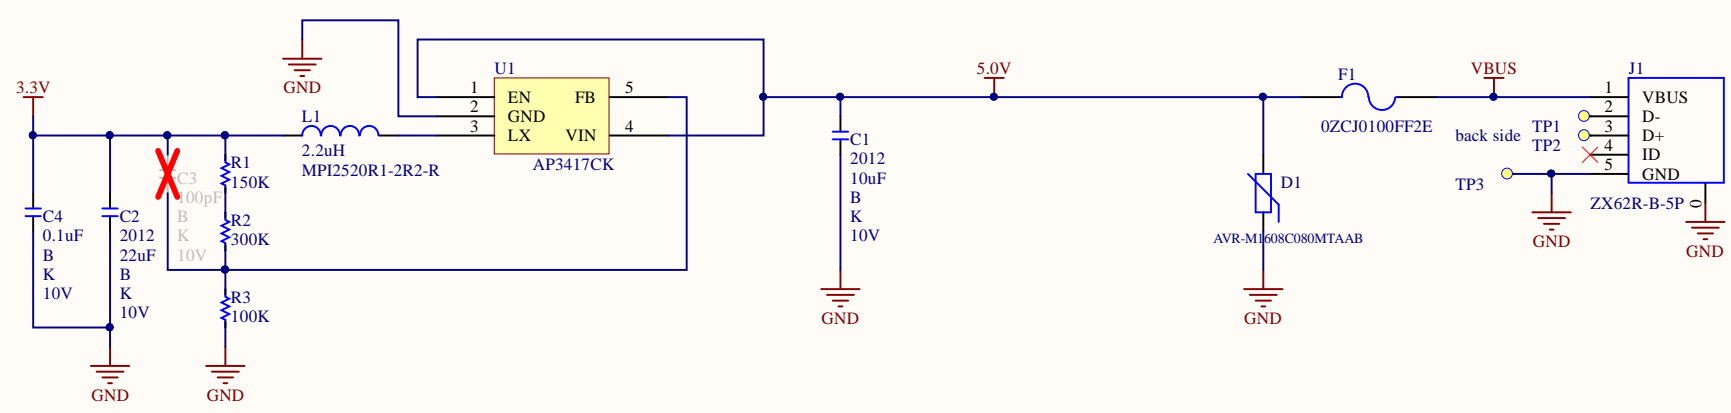 3.3V
GND
L1
2.2uH
MPI2520R1-2R2-R
U1
1 EN FB 5
2 GND
3 LX VIN 4
AP3417CK
5.0V
F1
0ZCJ0100FF2E
VBUS
J1
1 VBUS
2 D-
3 D+
4 ID
5 GND
ZX62R-B-5P
0
GND
back side
TP1
TP2
TP3
GND
C4
0.1uF
B
K
10V
C2
2012
22uF
B
K
10V
GND
C3
100pF
B
K
10V
R1
150K
R2
300K
R3
100K
GND
C1
2012
10uF
B
K
10V
GND
D1
AVR-M1608C080MTAAB
GND